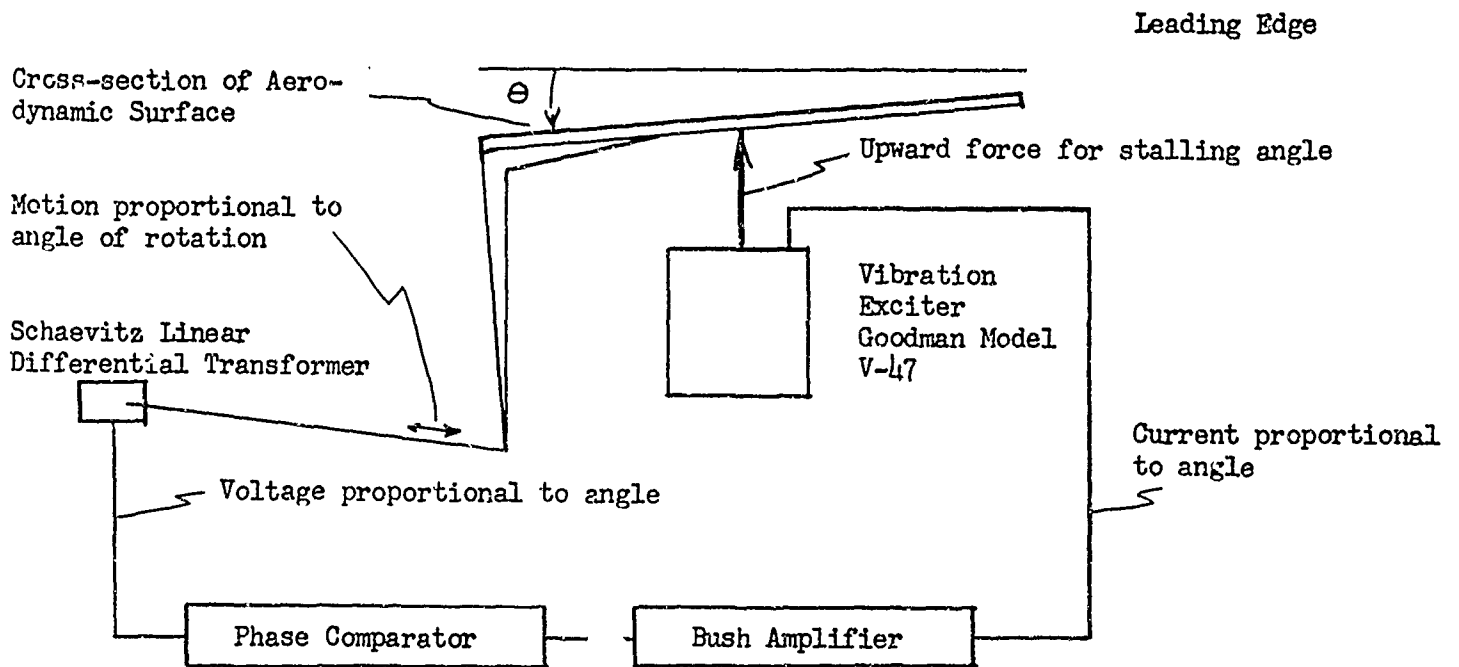 Leading Edge
Cross-section of Aero-
dynamic Surface
θ
Upward force for stalling angle
Motion proportional to
angle of rotation
Vibration
Exciter
Goodman Model
V-47
Schaevitz Linear
Differential Transformer
Current proportional
to angle
Voltage proportional to angle
Phase Comparator
Bush Amplifier